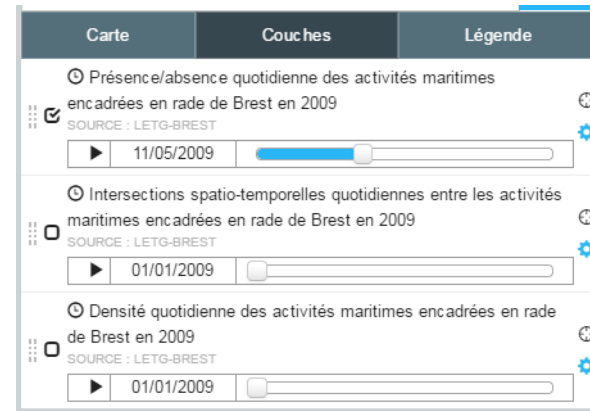 Carte Couches Légende
Présence/absence quotidienne des activités maritimes
encadrées en rade de Brest en 2009
SOURCE : LETG-BREST
11/05/2009
Intersections spatio-temporelles quotidiennes entre les activités
maritimes encadrées en rade de Brest en 2009
SOURCE : LETG-BREST
01/01/2009
Densité quotidienne des activités maritimes encadrées en rade
de Brest en 2009
SOURCE : LETG-BREST
01/01/2009